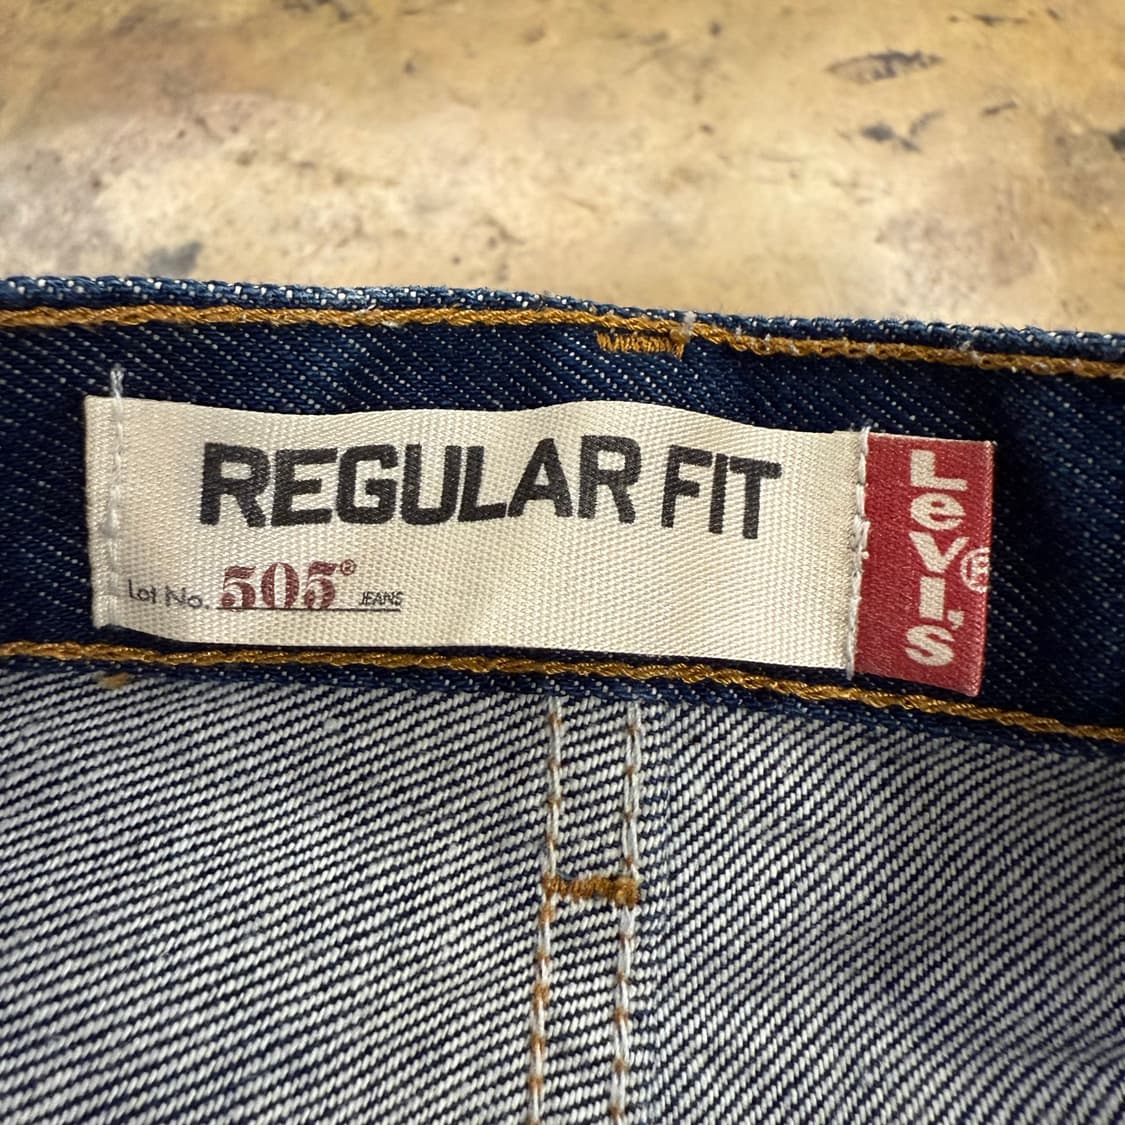 REGULAR FIT
Lot No. 505® JEANS
Levi's®